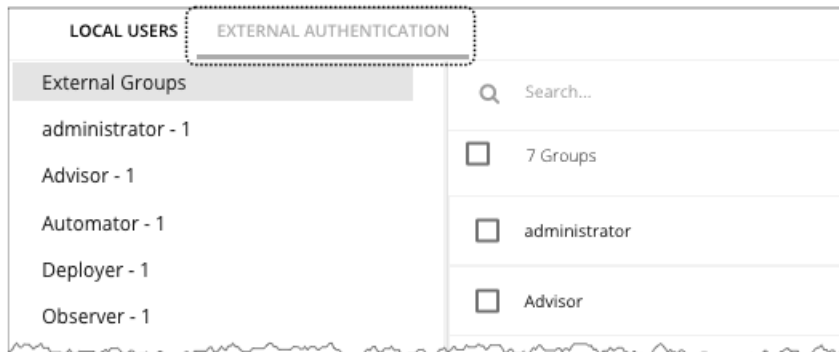 LOCAL USERS EXTERNAL AUTHENTICATION
External Groups
administrator - 1
Advisor - 1
Automator - 1
Deployer - 1
Observer - 1
Search...
7 Groups
administrator
Advisor